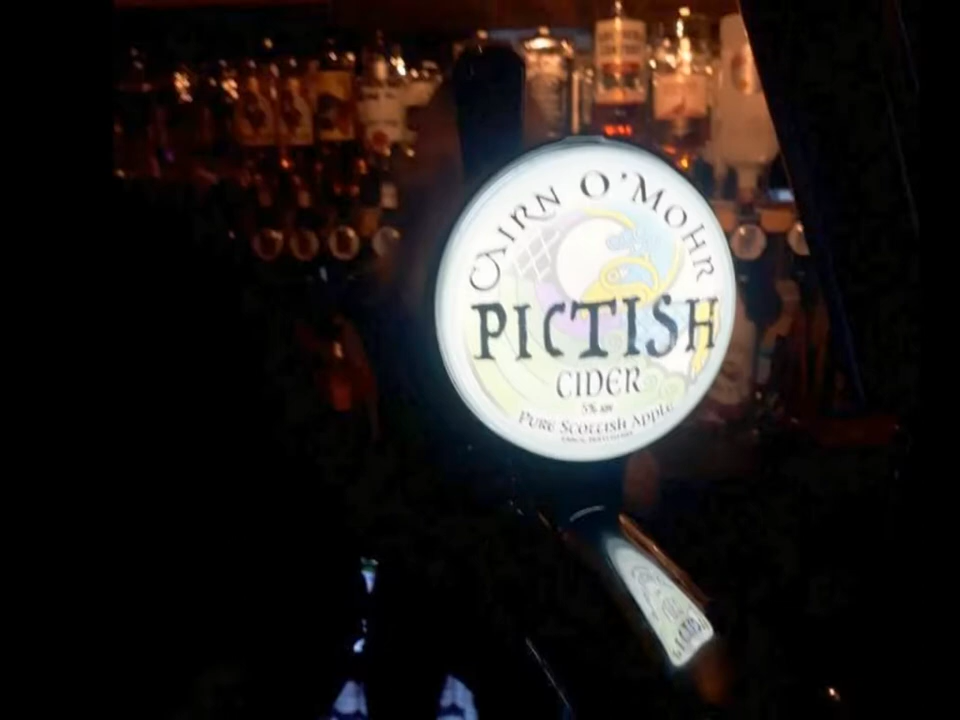 CAIRN O'MOHR
PICTISH
CIDER
5% ABV
PURE SCOTTISH APPLE